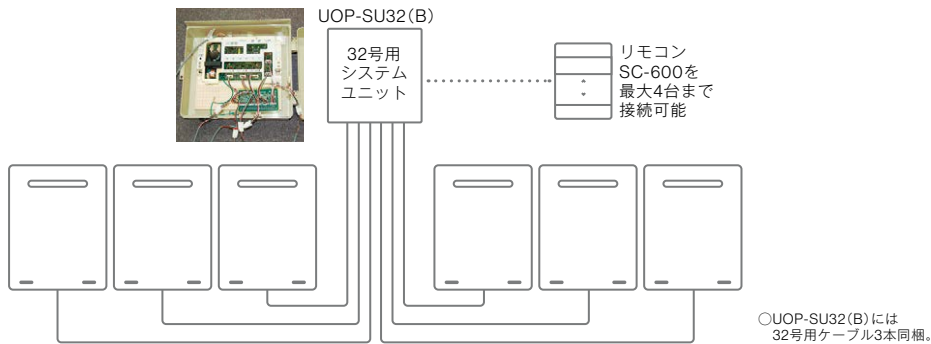 UOP-SU32(B)
32号用
システム
ユニット
リモコン
SC-600を
最大4台まで
接続可能
○UOP-SU32(B)には
32号用ケーブル3本同梱。